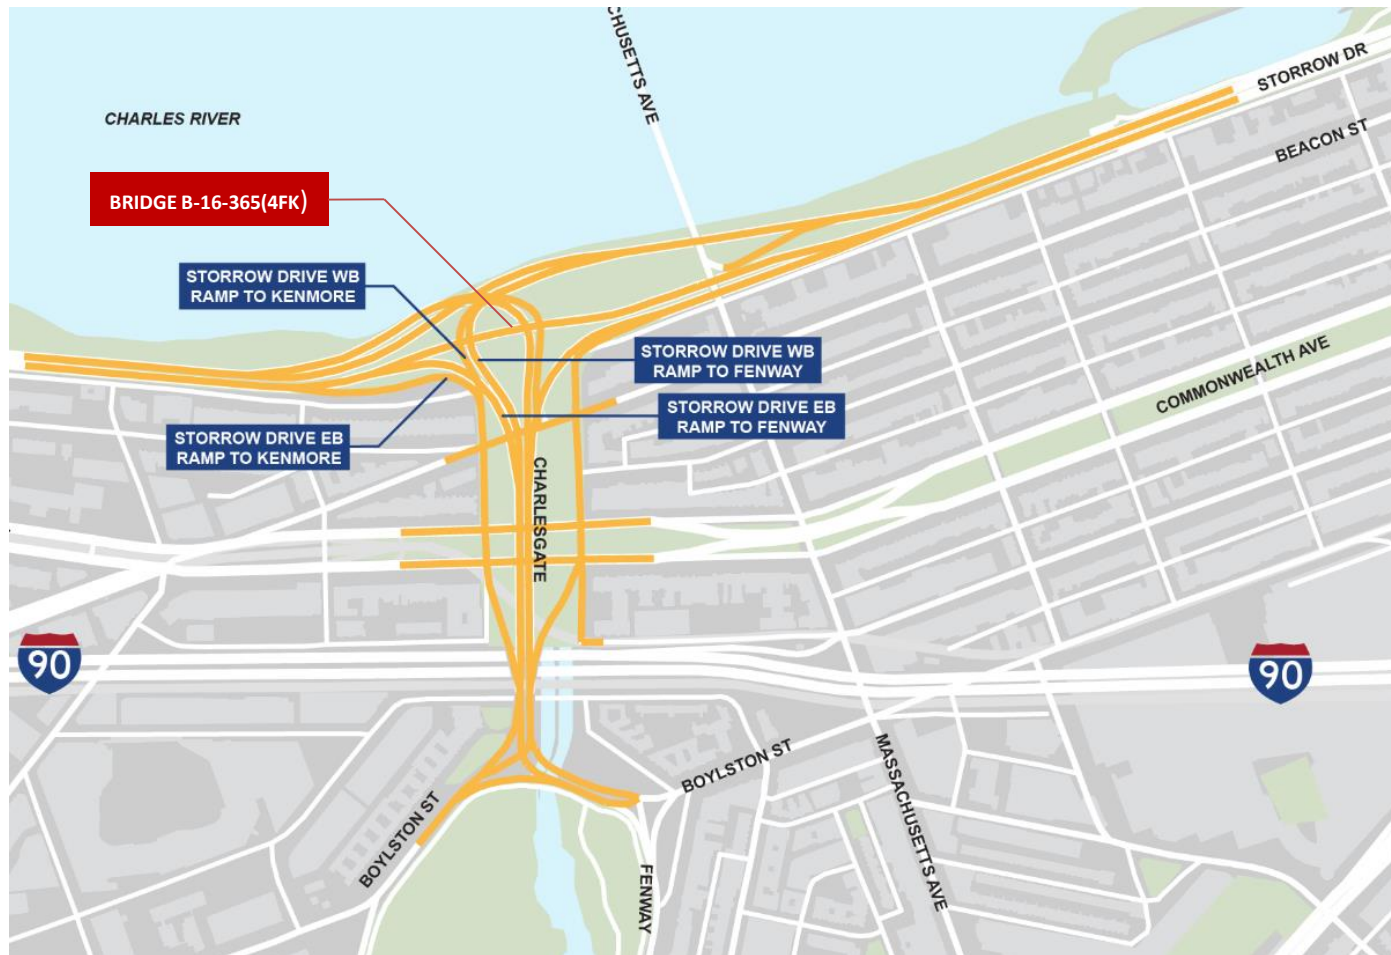 CHUSETTS AVE
STORROW DR
CHARLES RIVER
BEACON ST
BRIDGE B-16-365(4FK)
STORROW DRIVE WB
RAMP TO KENMORE
STORROW DRIVE WB
RAMP TO FENWAY
COMMONWEALTH AVE
STORROW DRIVE EB
RAMP TO FENWAY
STORROW DRIVE EB
RAMP TO KENMORE
CHARLESGATE
90
90
BOYLSTON ST
MASSACHUSETTS AVE
BOYLSTON ST
FENWAY